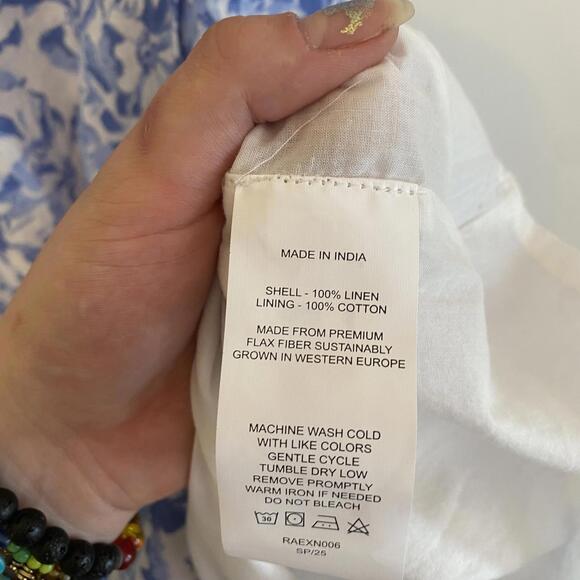 MADE IN INDIA
SHELL - 100% LINEN
LINING - 100% COTTON
MADE FROM PREMIUM
FLAX FIBER SUSTAINABLY
GROWN IN WESTERN EUROPE
MACHINE WASH COLD
WITH LIKE COLORS
GENTLE CYCLE
TUMBLE DRY LOW
REMOVE PROMPTLY
WARM IRON IF NEEDED
DO NOT BLEACH
30
RAEXN006
SP/25